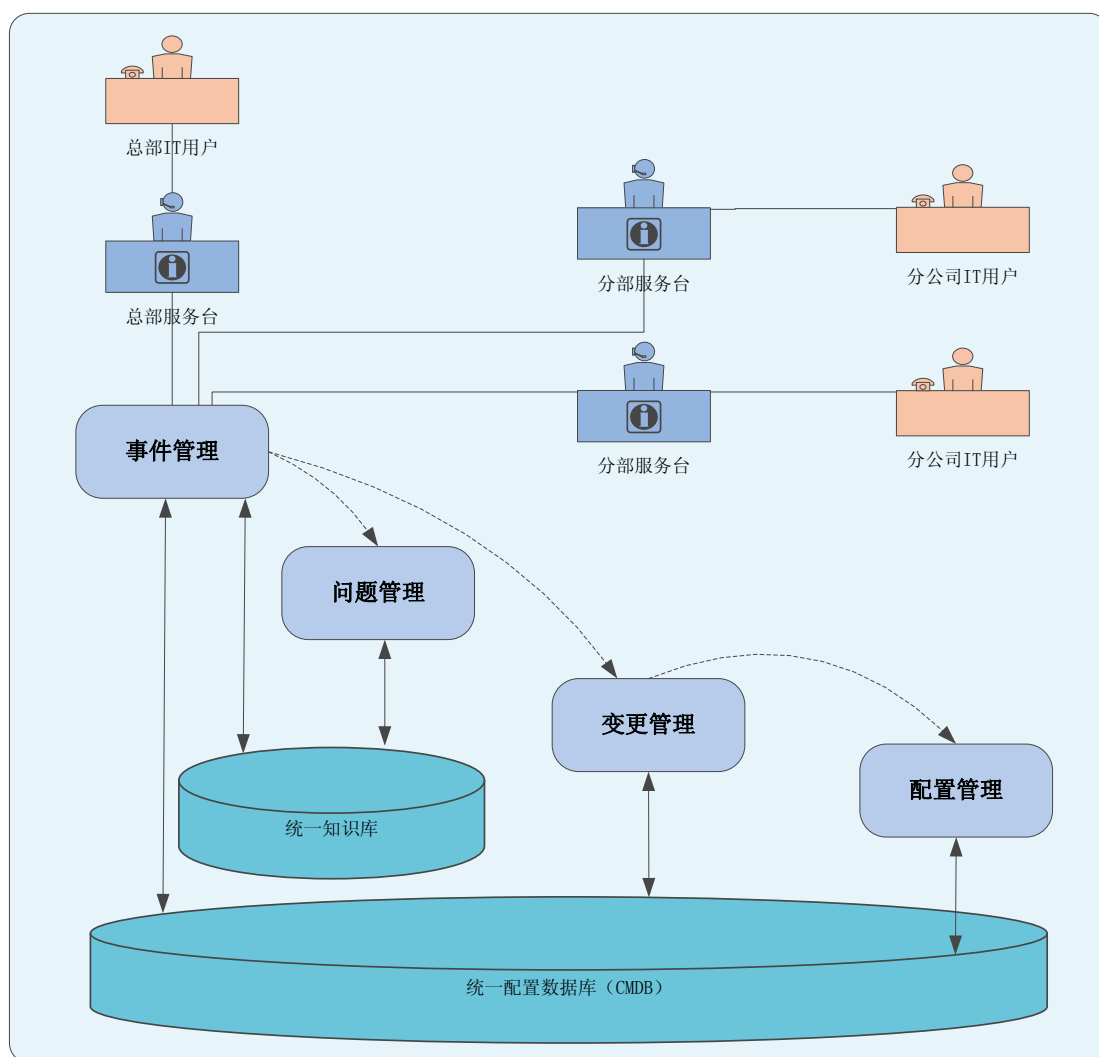 总部IT用户
总部服务台
分部服务台
分公司IT用户
分部服务台
分公司IT用户
事件管理
问题管理
变更管理
配置管理
统一知识库
统一配置数据库（CMDB）